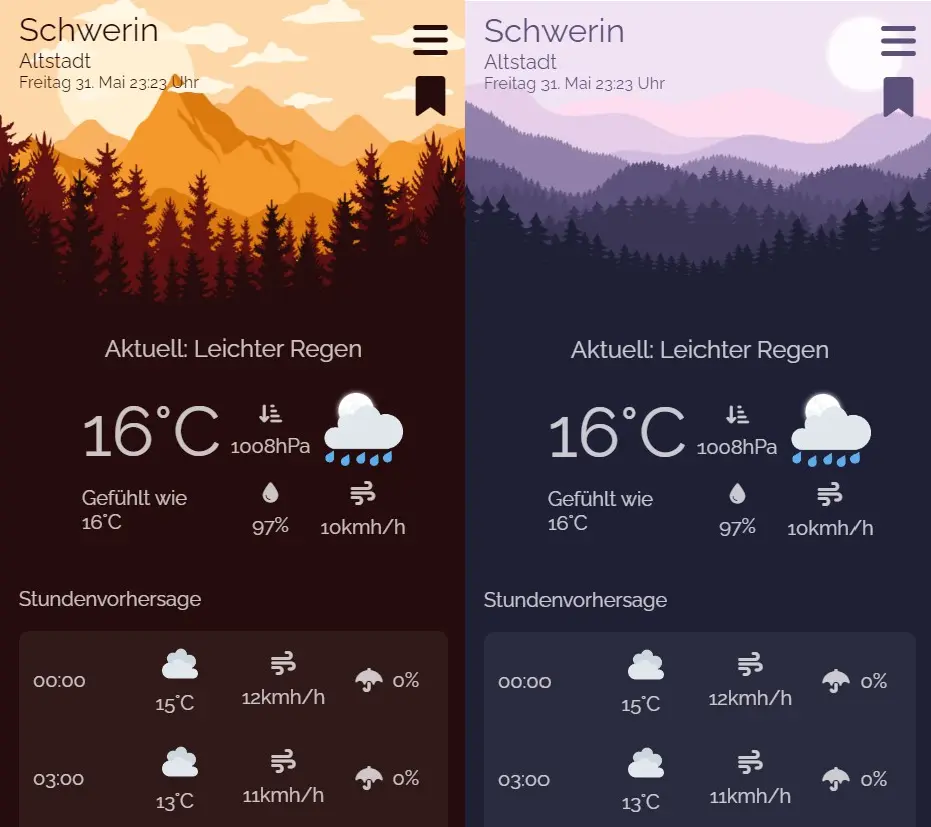 Schwerin
Altstadt
Freitag 31. Mai 23:23 Uhr
Aktuell: Leichter Regen
16°C
1008hPa
Gefühlt wie
16°C
97%
10kmh/h
Stundenvorhersage
00:00
15°C
12kmh/h
0%
03:00
13°C
11kmh/h
0%
Schwerin
Altstadt
Freitag 31. Mai 23:23 Uhr
Aktuell: Leichter Regen
16°C
1008hPa
Gefühlt wie
16°C
97%
10kmh/h
Stundenvorhersage
00:00
15°C
12kmh/h
0%
03:00
13°C
11kmh/h
0%